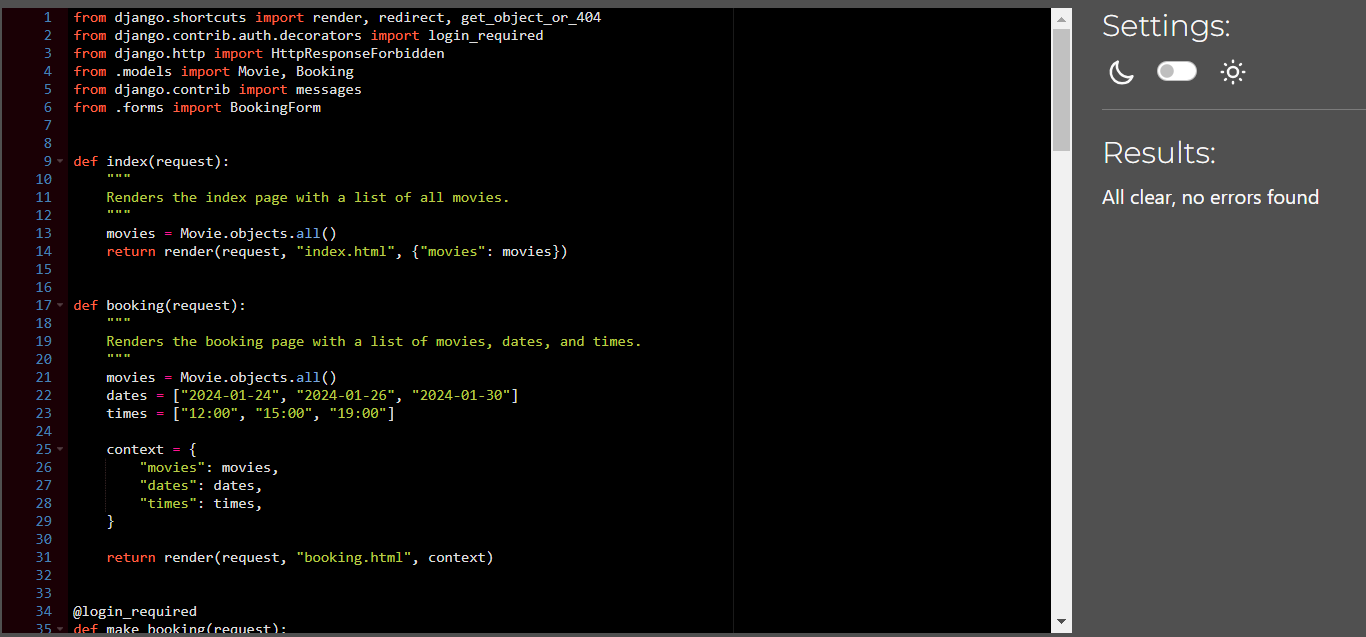 1 from django.shortcuts import render, redirect, get_object_or_404
2 from django.contrib.auth.decorators import login_required
3 from django.http import HttpResponseForbidden
4 from .models import Movie, Booking
5 from django.contrib import messages
6 from .forms import BookingForm
7
8
9 def index(request):
10     """
11     Renders the index page with a list of all movies.
12     """
13     movies = Movie.objects.all()
14     return render(request, "index.html", {"movies": movies})
15
16
17 def booking(request):
18     """
19     Renders the booking page with a list of movies, dates, and times.
20     """
21     movies = Movie.objects.all()
22     dates = ["2024-01-24", "2024-01-26", "2024-01-30"]
23     times = ["12:00", "15:00", "19:00"]
24
25     context = {
26         "movies": movies,
27         "dates": dates,
28         "times": times,
29     }
30
31     return render(request, "booking.html", context)
32
33
34 @login_required
35 def make_booking(request):
Settings:
Results:
All clear, no errors found